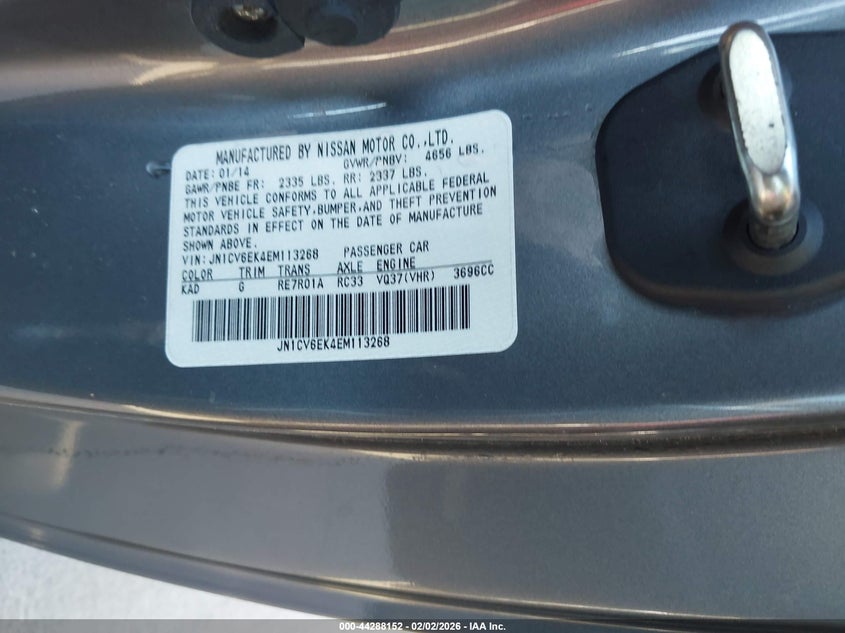 MANUFACTURED BY NISSAN MOTOR CO.,LTD.
DATE: 01/14 GVWR/PNBV: 4656 LBS.
GAWR/PNBE FR: 2335 LBS. RR: 2337 LBS.
THIS VEHICLE CONFORMS TO ALL APPLICABLE FEDERAL
MOTOR VEHICLE SAFETY,BUMPER,AND THEFT PREVENTION
STANDARDS IN EFFECT ON THE DATE OF MANUFACTURE
SHOWN ABOVE.
VIN: JN1CV6EK4EM113268 PASSENGER CAR
COLOR TRIM TRANS AXLE ENGINE
KAD G RE7R01A RC33 VQ37(VHR) 3696CC
JN1CV6EK4EM113268
000-44288152 - 02/02/2026 - IAA Inc.